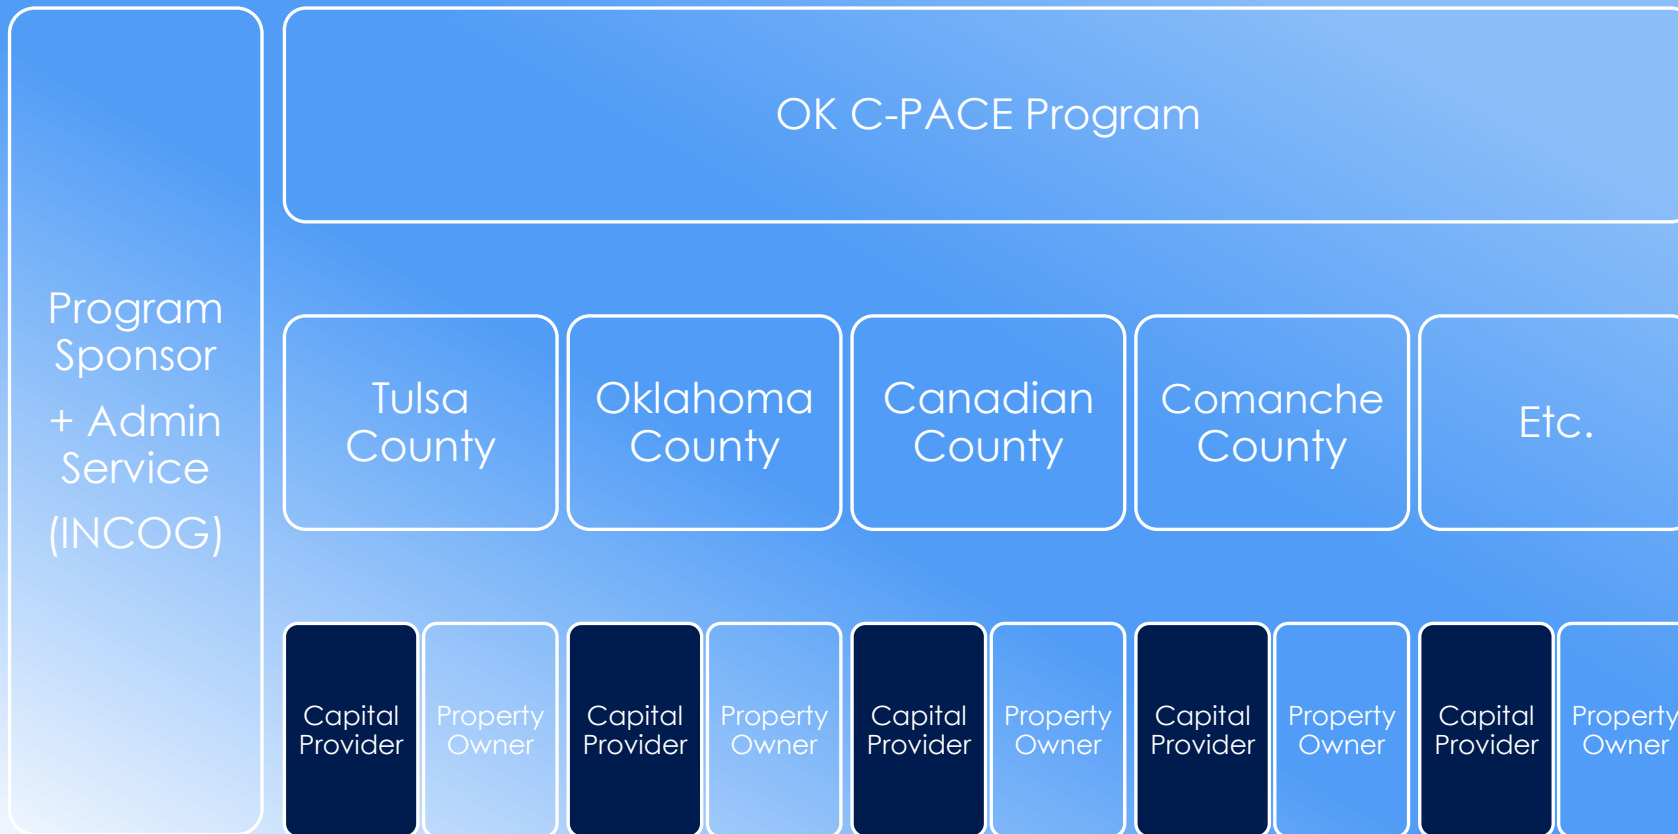 Program
Sponsor
+ Admin
Service
(INCOG)
OK C-PACE Program
Tulsa
County
Oklahoma
County
Canadian
County
Comanche
County
Etc.
Capital
Provider
Property
Owner
Capital
Provider
Property
Owner
Capital
Provider
Property
Owner
Capital
Provider
Property
Owner
Capital
Provider
Property
Owner